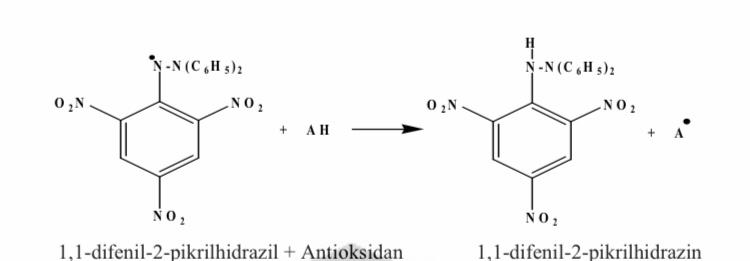 H
N-N(C6H5)2 N-N(C6H5)2
O2N NO2 O2N NO2
+ AH + A
NO2 NO2
1,1-difenil-2-pikrilhidrazil + Antioksidan 1,1-difenil-2-pikrilhidrazin